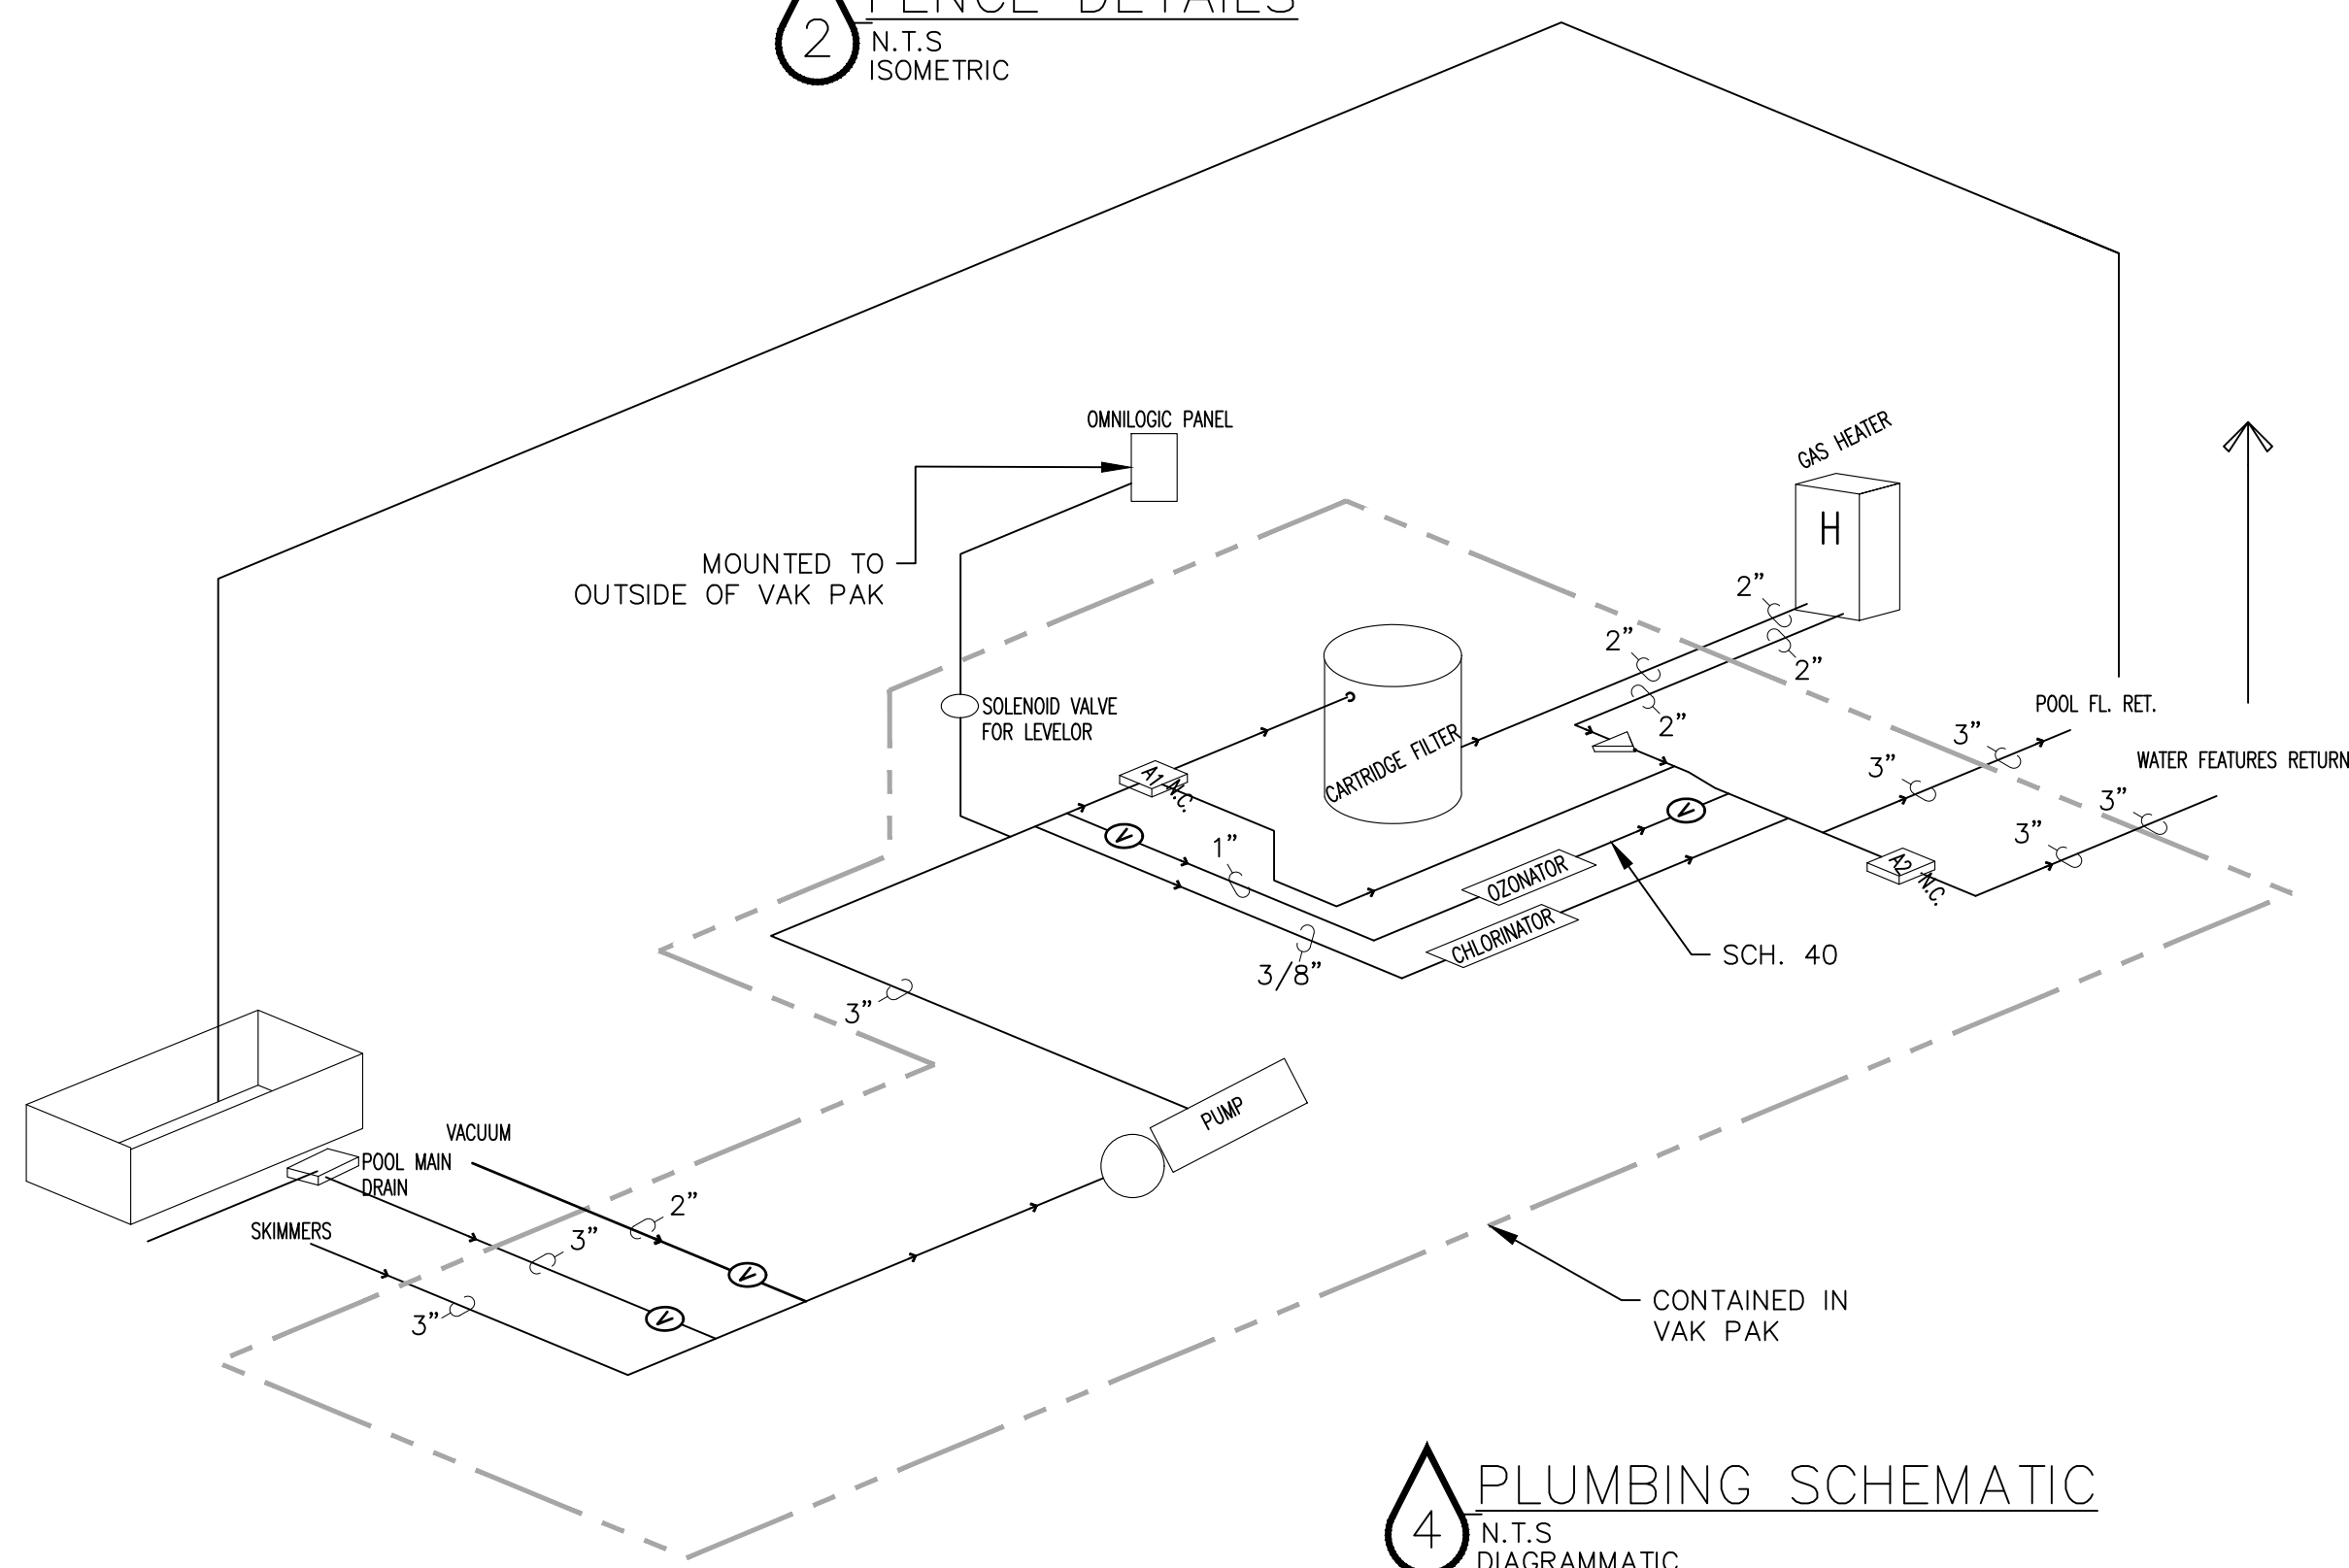 FENCE DETAILS
2
N.T.S
ISOMETRIC
OMNILOGIC PANEL
GAS HEATER
H
MOUNTED TO
OUTSIDE OF VAK PAK
2”
2”
2”
2”
SOLENOID VALVE
FOR LEVELOR
POOL FL. RET.
CARTRIDGE FILTER
3”
3”
WATER FEATURES RETURN
A1
N.C.
3”
3”
V
V
1”
A2
N.C.
OZONATOR
CHLORINATOR
SCH. 40
3/8”
3”
PUMP
VACUUM
POOL MAIN
DRAIN
SKIMMERS
2”
3”
3”
V
V
CONTAINED IN
VAK PAK
PLUMBING SCHEMATIC
4
N.T.S
DIAGRAMMATIC